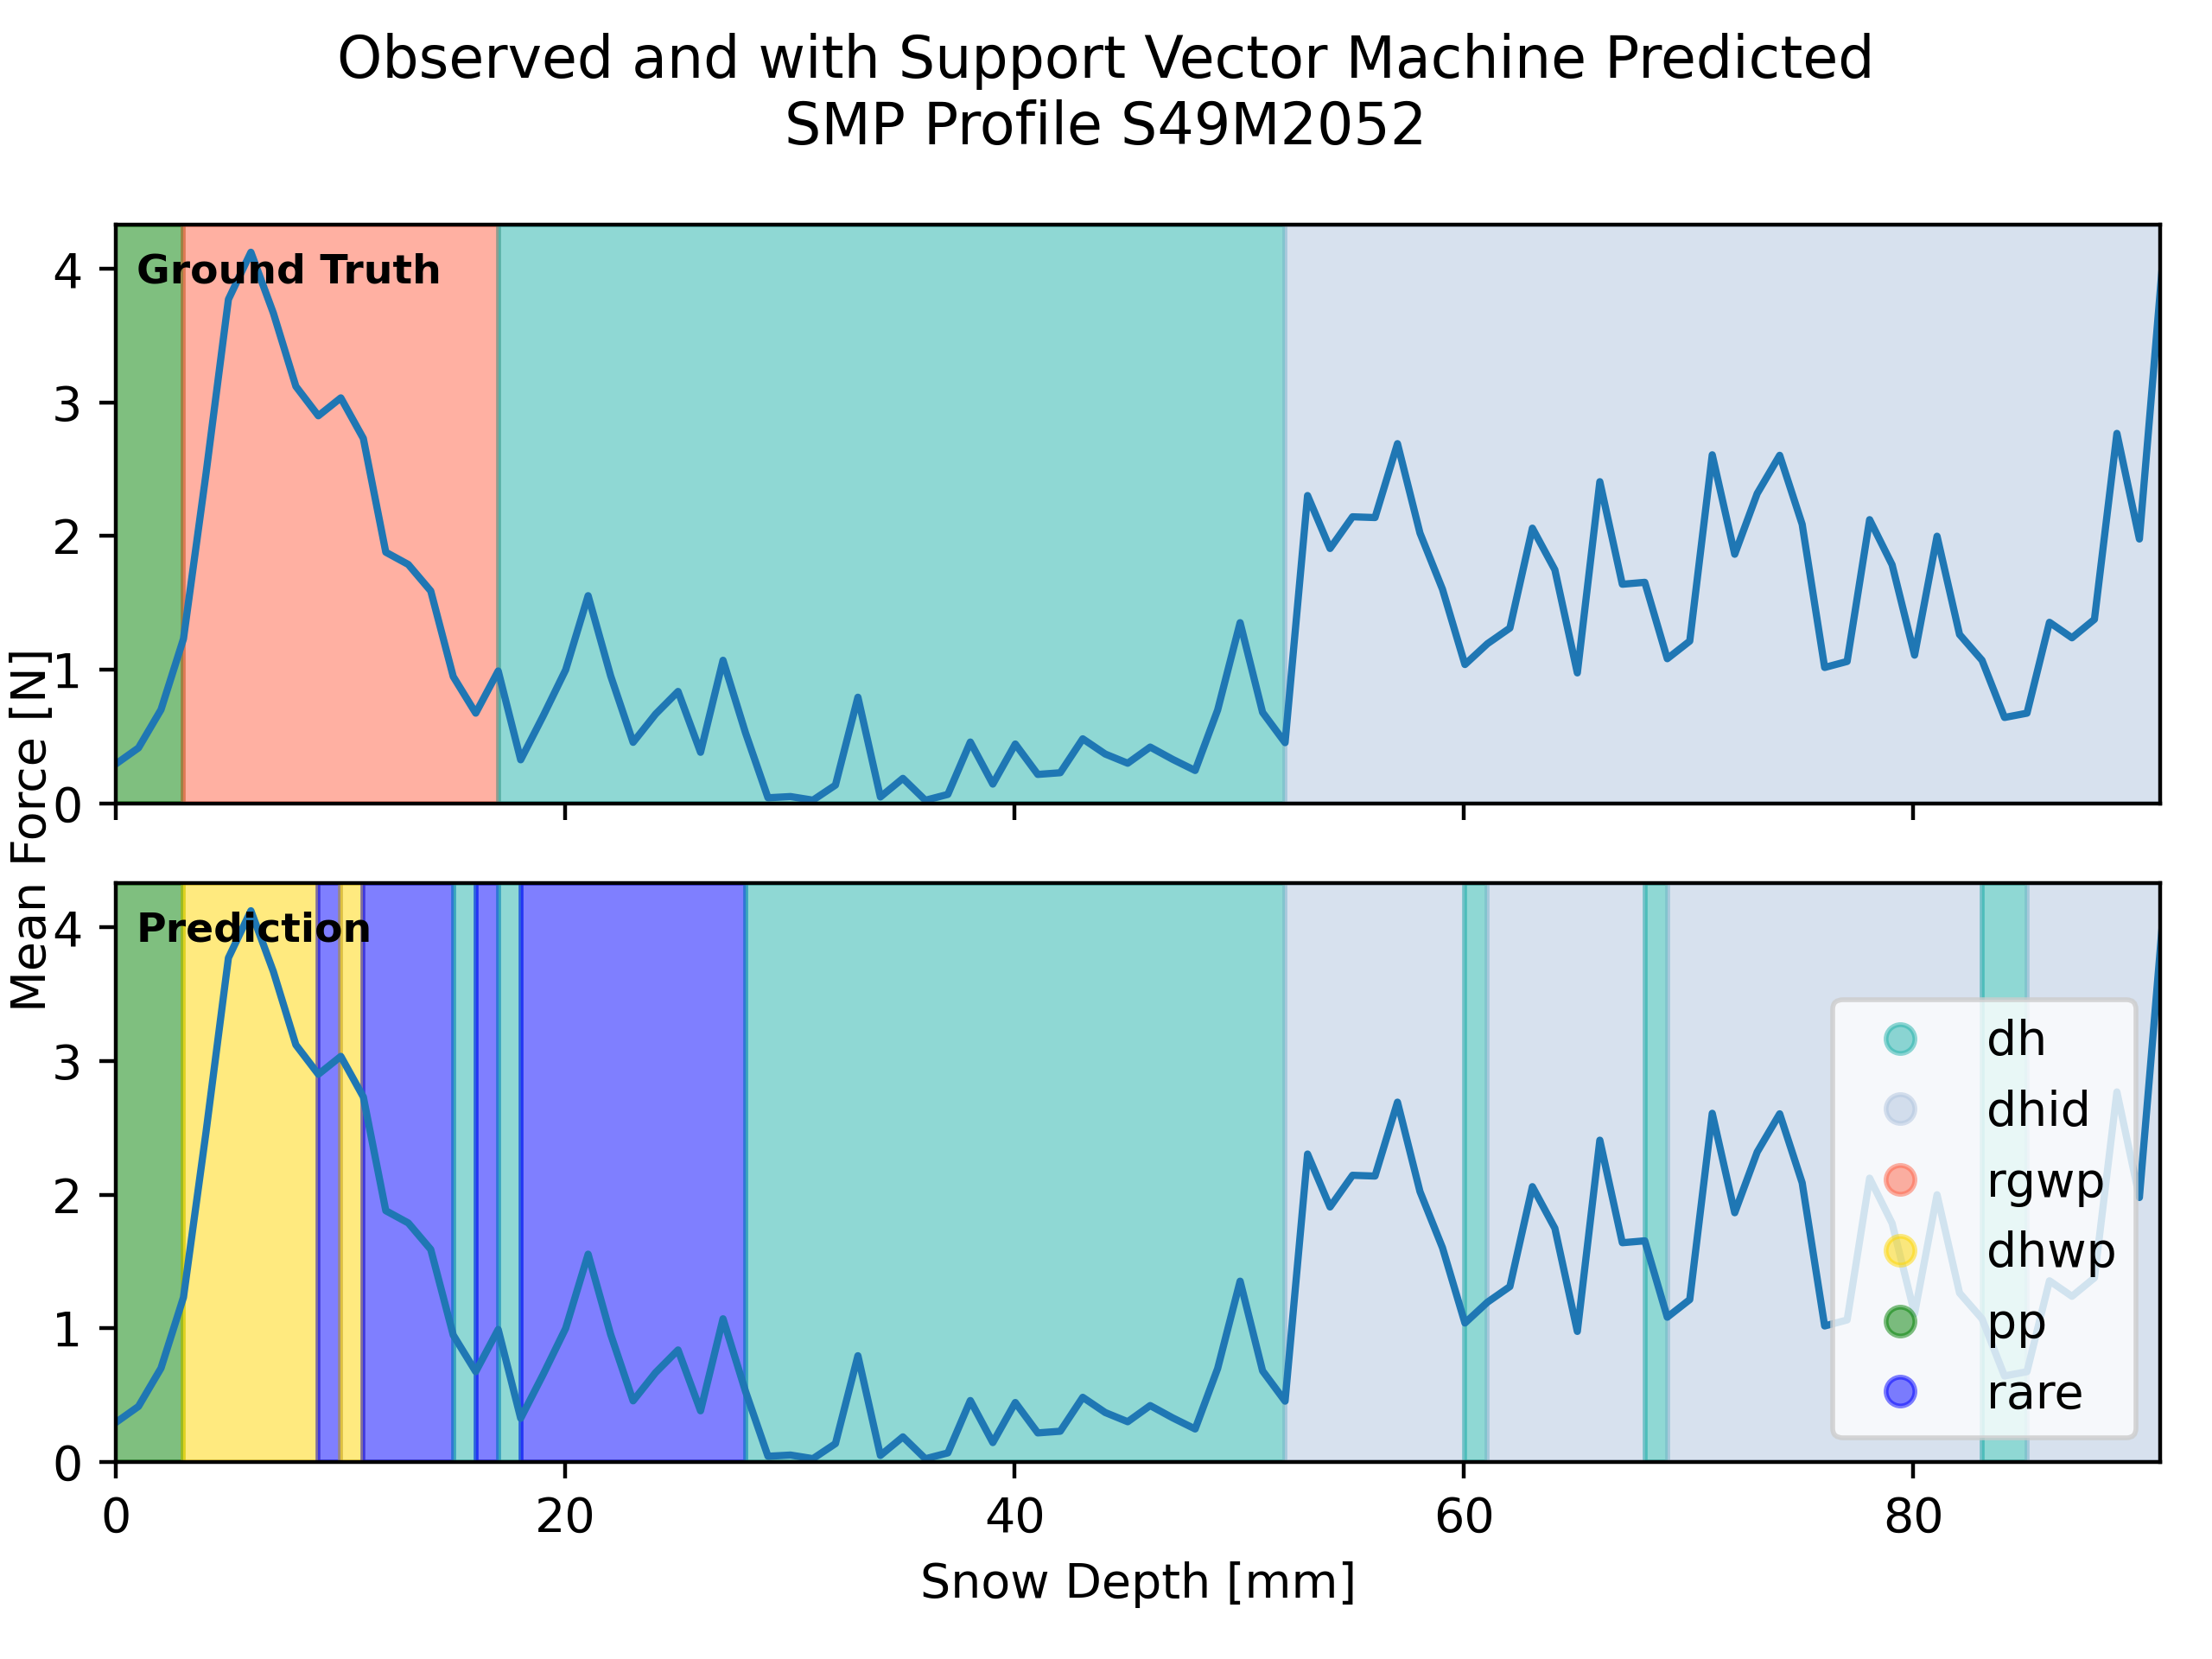 Observed and with Support Vector Machine Predicted
SMP Profile S49M2052
Mean Force [N]
4
3
2
1
0
Ground Truth
4
3
2
1
0
Prediction
dh
dhid
rgwp
dhwp
pp
rare
0 20 40 60 80
Snow Depth [mm]